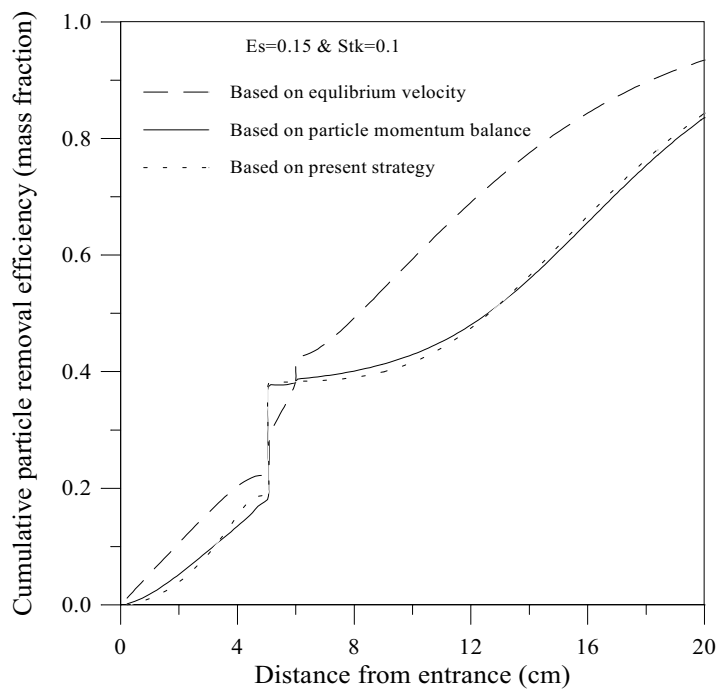 1.0
0.8
0.6
0.4
0.2
0.0
Cumulative particle removal efficiency (mass fraction)
Es=0.15 & Stk=0.1
Based on equlibrium velocity
Based on particle momentum balance
Based on present strategy
0 4 8 12 16 20
Distance from entrance (cm)